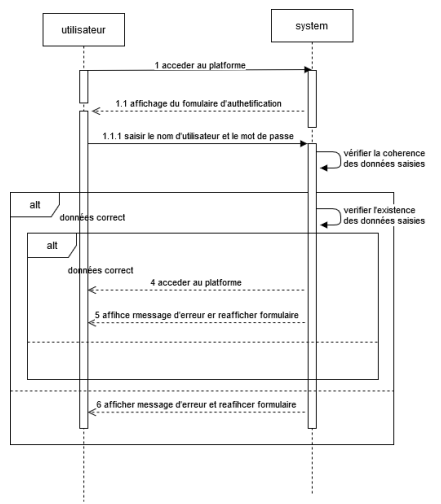 utilisateur
system
1 acceder au platforme
1.1 affichage du fomulaire d'authetification
1.1.1 saisir le nom d'utilisateur et le mot de passe
vérifier la coherence
des données saisies
alt
données correct
verifier l'existence
des données saisies
alt
données correct
4 acceder au platforme
5 affihce rmessage d'erreur er reafficher formulaire
6 afficher message d'erreur et reafihcer formulaire